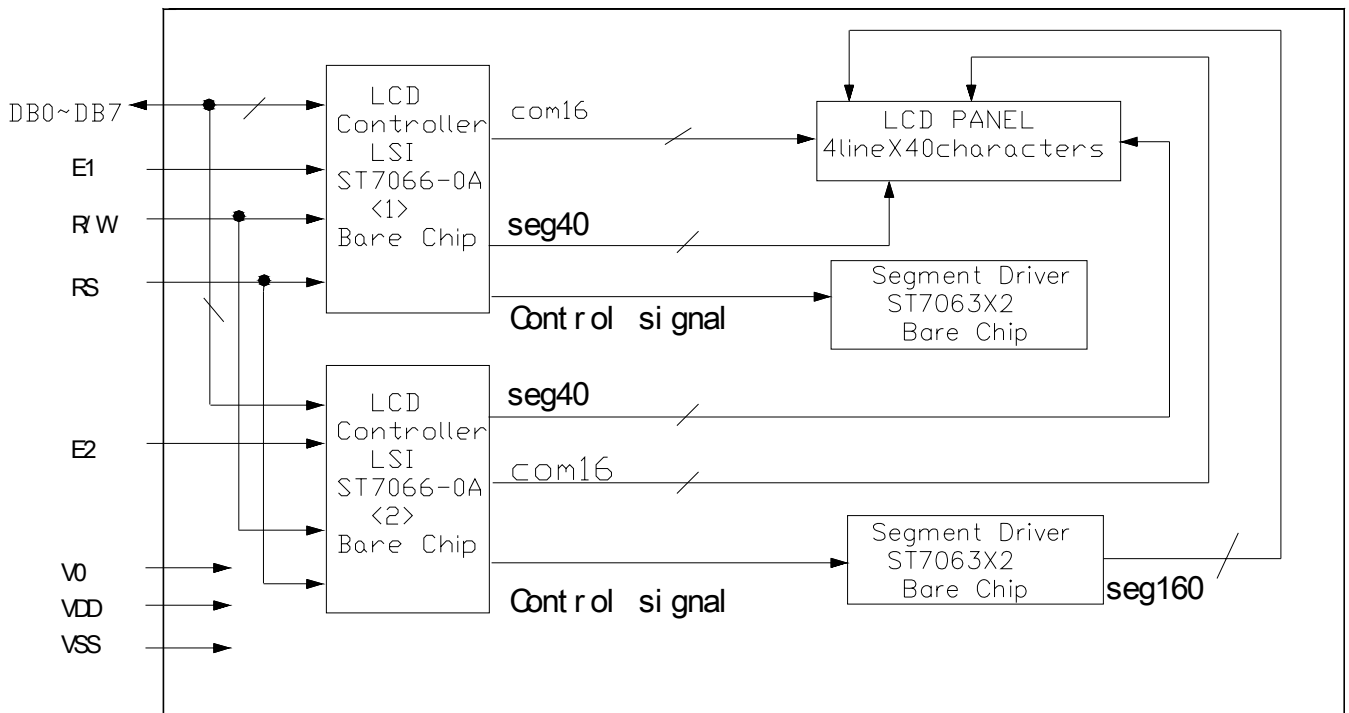 DB0~DB7
E1
R/W
RS
E2
V0
VDD
VSS
LCD
Controller
LSI
ST7066-0A
<1>
Bare Chip
com16
seg40
Control signal
LCD PANEL
4lineX40characters
Segment Driver
ST7063X2
Bare Chip
LCD
Controller
LSI
ST7066-0A
<2>
Bare Chip
seg40
com16
Control signal
Segment Driver
ST7063X2
Bare Chip
seg160